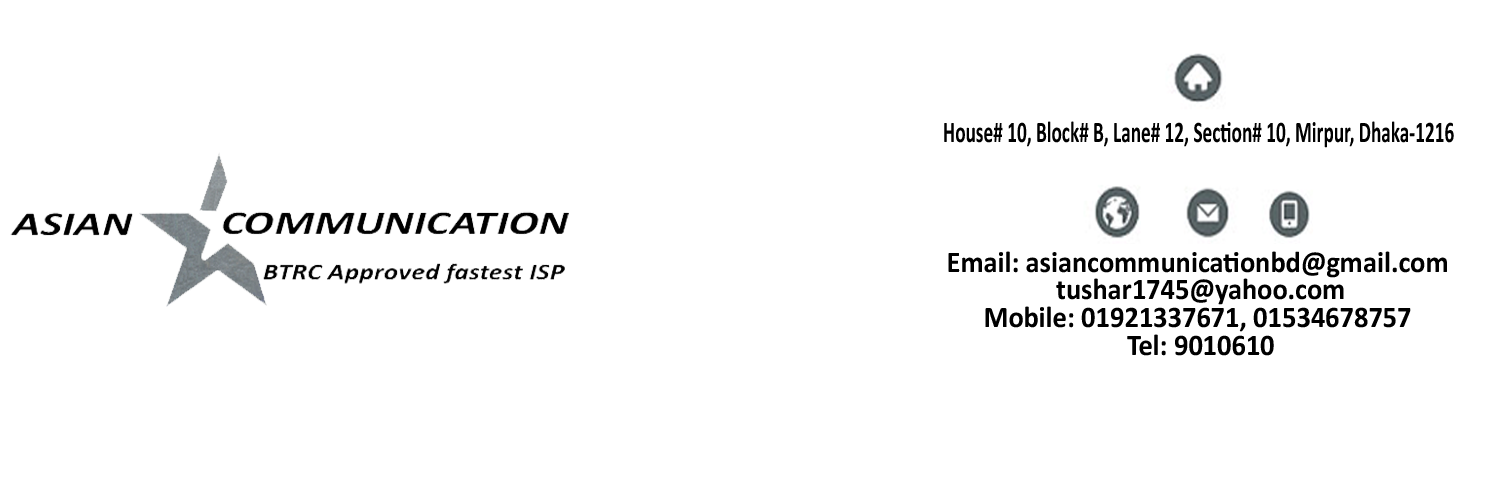 ASIAN COMMUNICATION
BTRC Approved fastest ISP
House# 10, Block# B, Lane# 12, Section# 10, Mirpur, Dhaka-1216
Email: asiancommunicationbd@gmail.com
tushar1745@yahoo.com
Mobile: 01921337671, 01534678757
Tel: 9010610